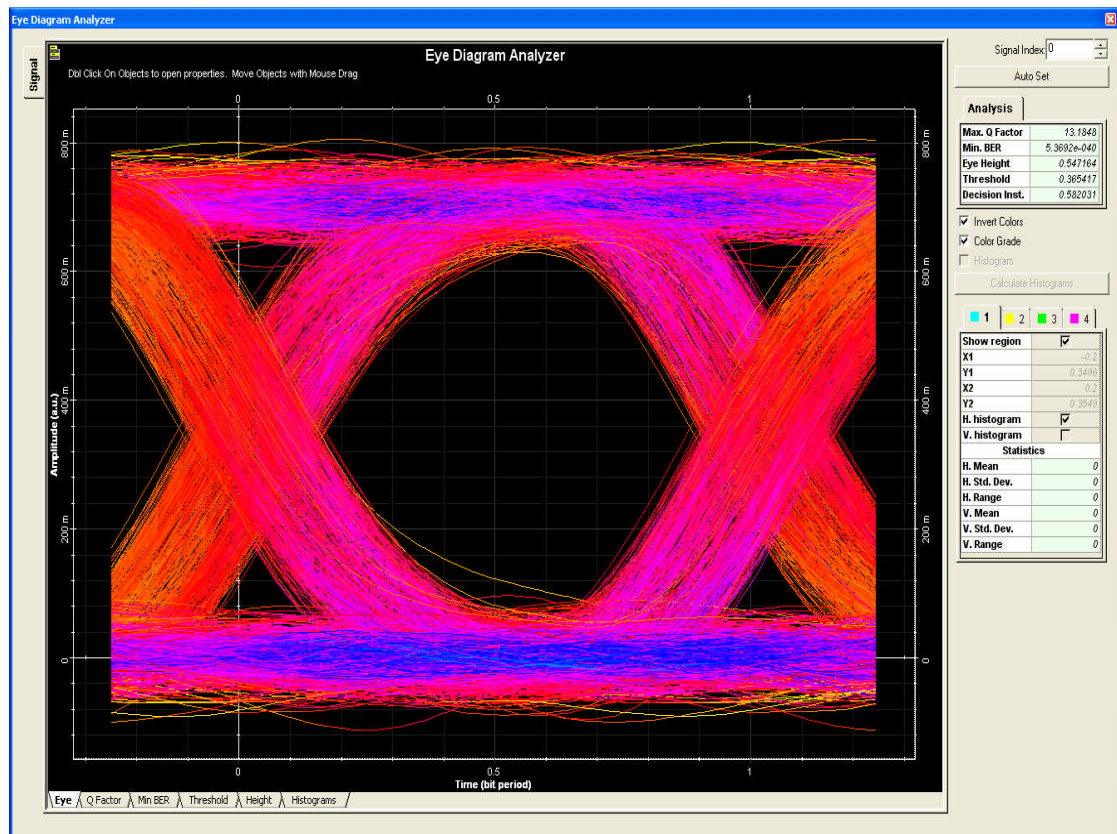 Eye Diagram Analyzer
Signal
Eye Diagram Analyzer
Dbl Click On Objects to open properties. Move Objects with Mouse Drag
0 0.5 1
800 m 800 m
600 m 600 m
400 m 400 m
200 m 200 m
0 0
Amplitude (a.u.)
0 0.5 1
Time (bit period)
Eye Q Factor Min BER Threshold Height Histograms
Signal Index: 0
Auto Set
Analysis
Max. Q Factor 13.1848
Min. BER 5.3692e-040
Eye Height 0.547164
Threshold 0.365417
Decision Inst. 0.582031
Invert Colors
Color Grade
Histogram
Calculate Histograms
1 2 3 4
Show region
X1 -0.2
Y1 0.3496
X2 0.2
Y2 0.3549
H. histogram
V. histogram
Statistics
H. Mean 0
H. Std. Dev. 0
H. Range 0
V. Mean 0
V. Std. Dev. 0
V. Range 0